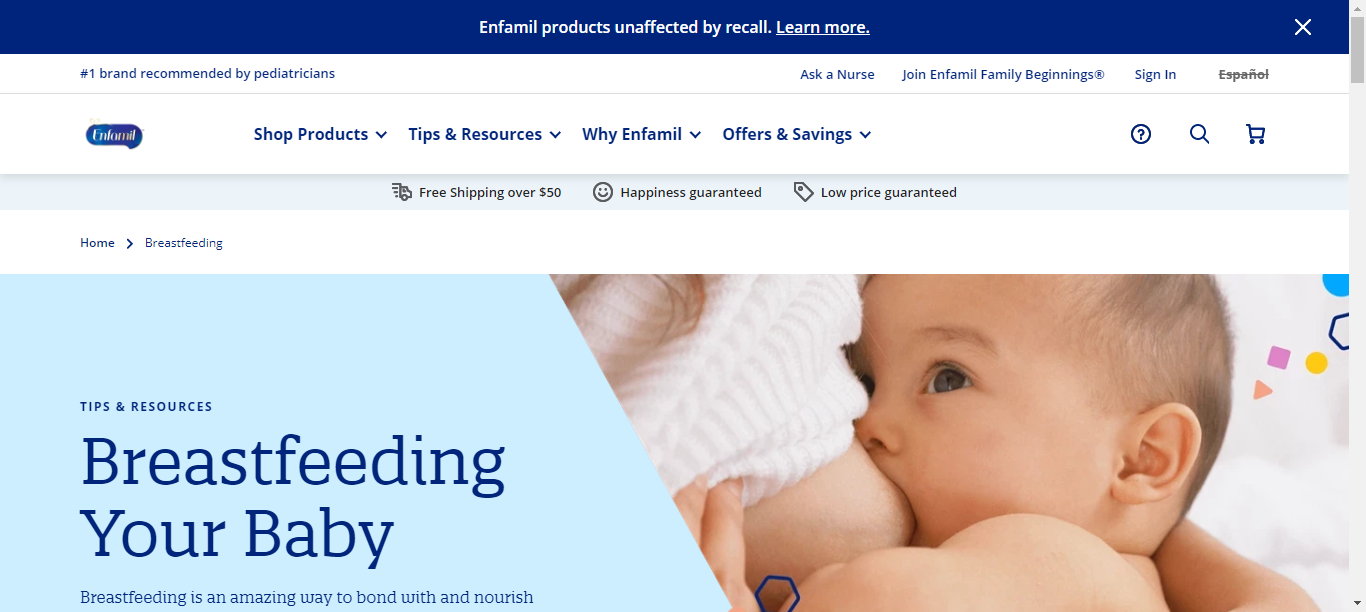 Enfamil products unaffected by recall. Learn more.
#1 brand recommended by pediatricians
Ask a Nurse Join Enfamil Family Beginnings® Sign In Español
Enfamil Shop Products Tips & Resources Why Enfamil Offers & Savings
Free Shipping over $50 Happiness guaranteed Low price guaranteed
Home Breastfeeding
TIPS & RESOURCES
Breastfeeding
Your Baby
Breastfeeding is an amazing way to bond with and nourish